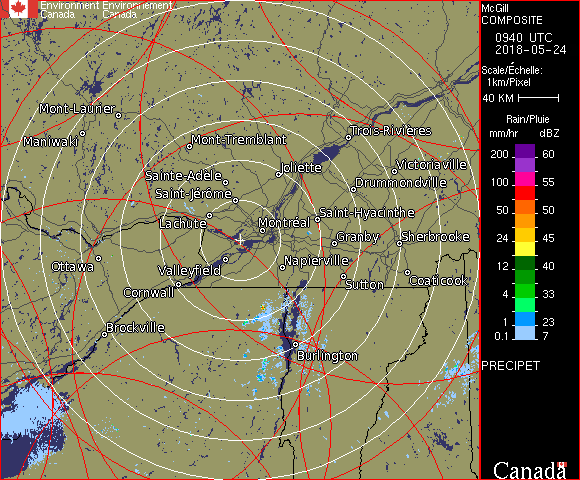 Environment Environnement
Canada Canada
Mont-Laurier
Maniwaki
Mont-Tremblant
Trois-Rivières
Joliette
Victoriaville
Sainte-Adèle
Drummondville
Saint-Jérôme
Saint-Hyacinthe
Lachute
Montréal
Granby
Sherbrooke
Ottawa
Valleyfield
Napierville
Sutton
Coaticook
Cornwall
Brockville
Burlington
McGill
COMPOSITE
0940 UTC
2018-05-24
Scale/Échelle:
1km/Pixel
40 KM
Rain/Pluie
mm/hr dBZ
200 60
55
100 55
50 50
24 45
12 40
4 33
1 23
0.1 7
PRECIPET
Canada